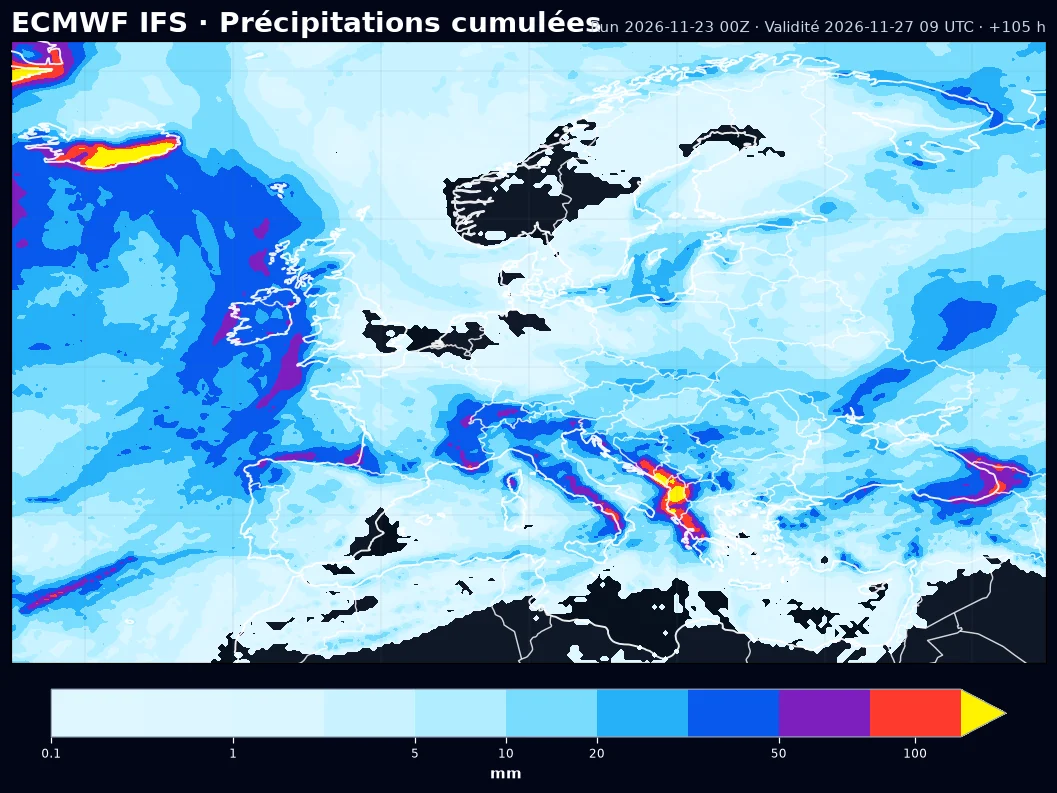 ECMWF IFS · Précipitations cumulées
Run 2026-11-23 00Z · Validité 2026-11-27 09 UTC · +105 h
0.1 1 5 10 20 50 100
mm